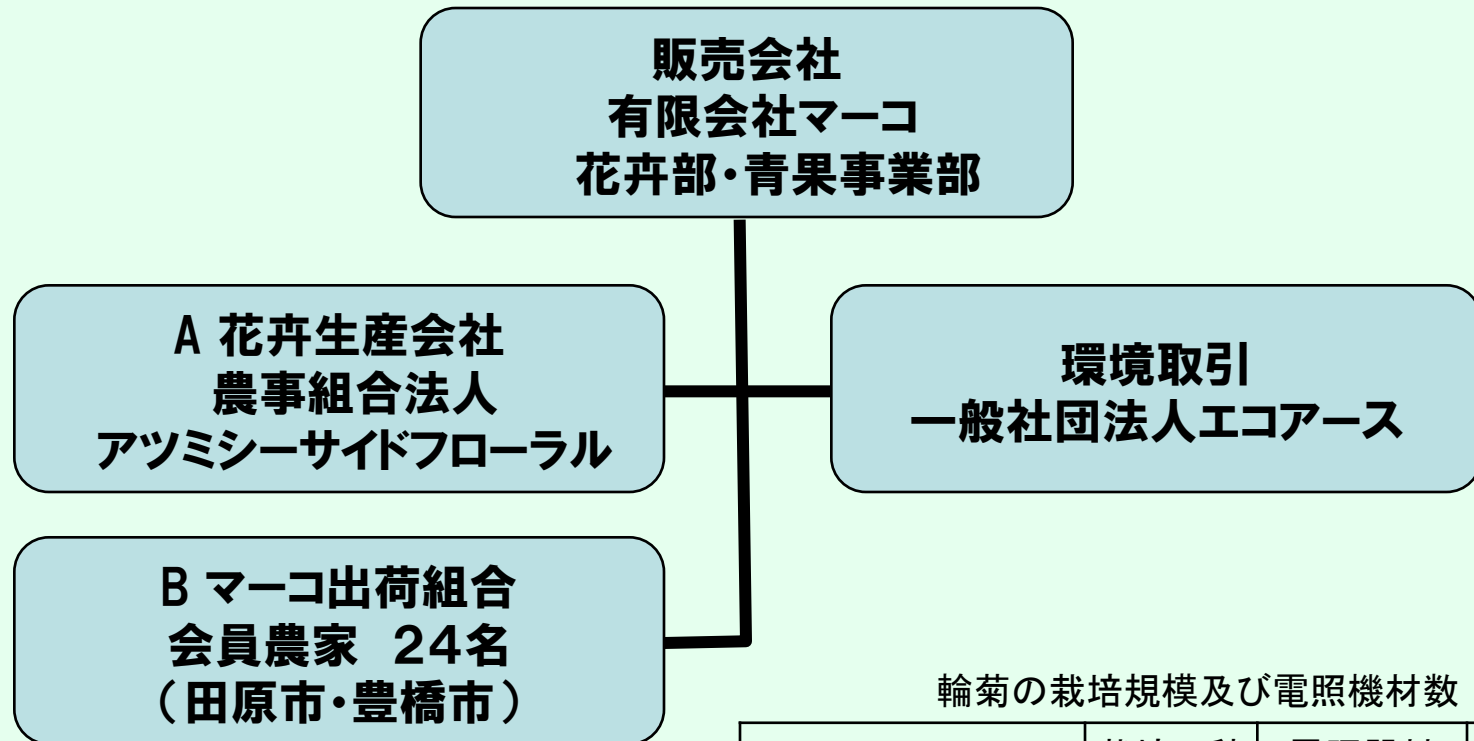 販売会社
有限会社マーコ
花卉部・青果事業部
A 花卉生産会社
農事組合法人
アツミシーサイドフローラル
環境取引
一般社団法人エコアース
B マーコ出荷組合
会員農家 24名
(田原市・豊橋市)
輪菊の栽培規模及び電照機材数